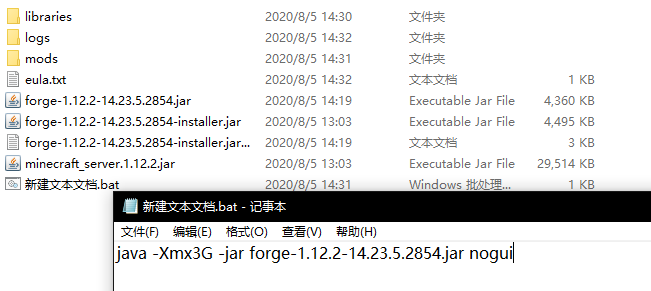 libraries 2020/8/5 14:30 文件夹
logs 2020/8/5 14:32 文件夹
mods 2020/8/5 14:31 文件夹
eula.txt 2020/8/5 14:32 文本文档 1 KB
forge-1.12.2-14.23.5.2854.jar 2020/8/5 14:19 Executable Jar File 4,360 KB
forge-1.12.2-14.23.5.2854-installer.jar 2020/8/5 13:03 Executable Jar File 4,495 KB
forge-1.12.2-14.23.5.2854-installer.jar... 2020/8/5 14:19 文本文档 3 KB
minecraft_server.1.12.2.jar 2020/8/5 13:03 Executable Jar File 29,514 KB
新建文本文档.bat 2020/8/5 14:31 Windows 批处理... 1 KB
新建文本文档.bat - 记事本
文件(F) 编辑(E) 格式(O) 查看(V) 帮助(H)
java -Xmx3G -jar forge-1.12.2-14.23.5.2854.jar nogui